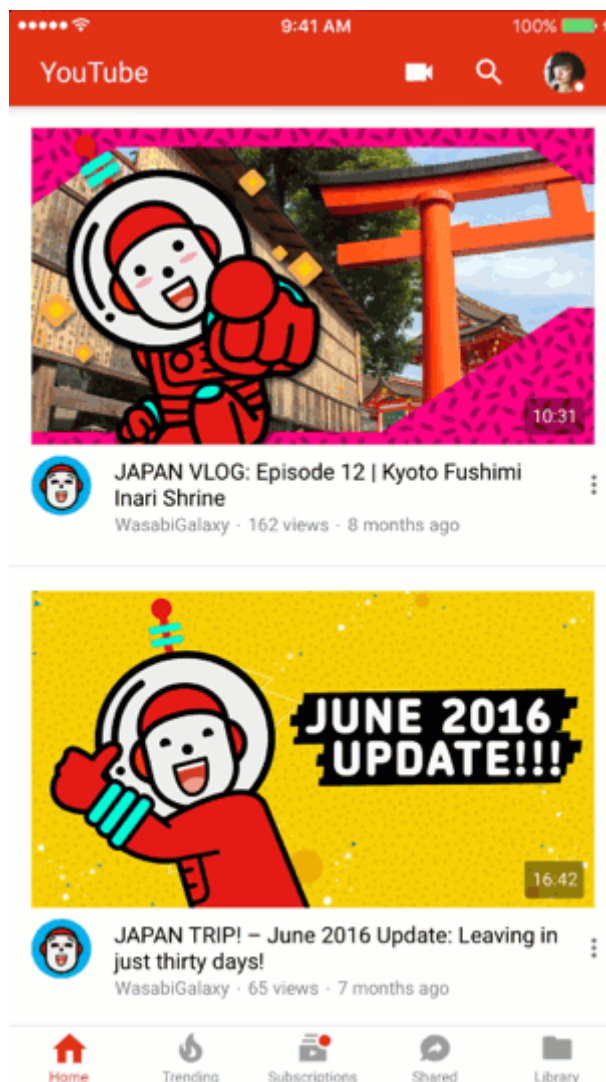 9:41 AM
100%
YouTube
10:31
JAPAN VLOG: Episode 12 | Kyoto Fushimi
Inari Shrine
WasabiGalaxy · 162 views · 8 months ago
JUNE 2016
UPDATE!!!
16:42
JAPAN TRIP! – June 2016 Update: Leaving in
just thirty days!
WasabiGalaxy · 65 views · 7 months ago
Home Trending Subscriptions Shared Library